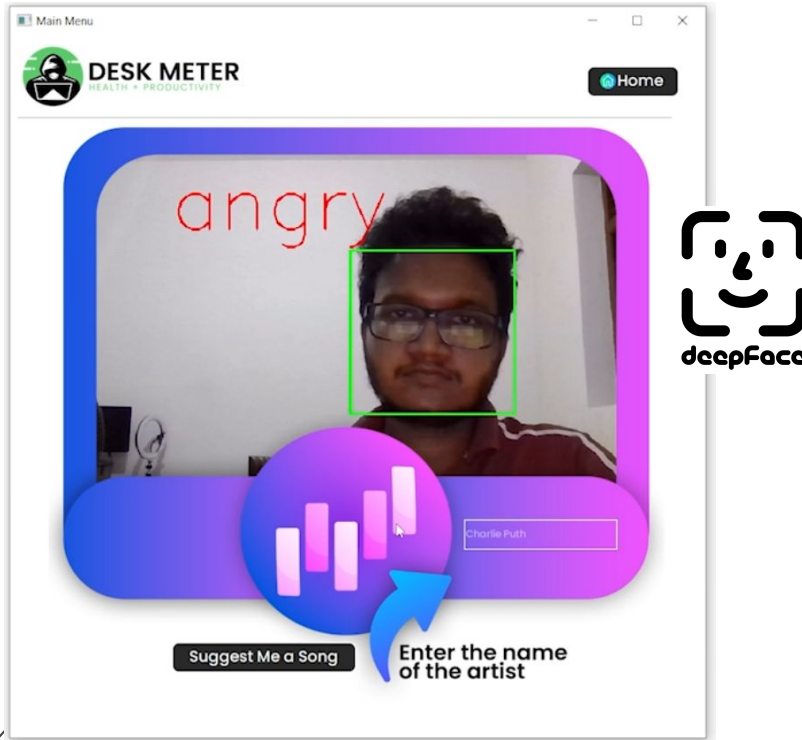 Main Menu
DESK METER
HEALTH + PRODUCTIVITY
Home
angry
deepFace
Charlie Puth
Suggest Me a Song
Enter the name
of the artist